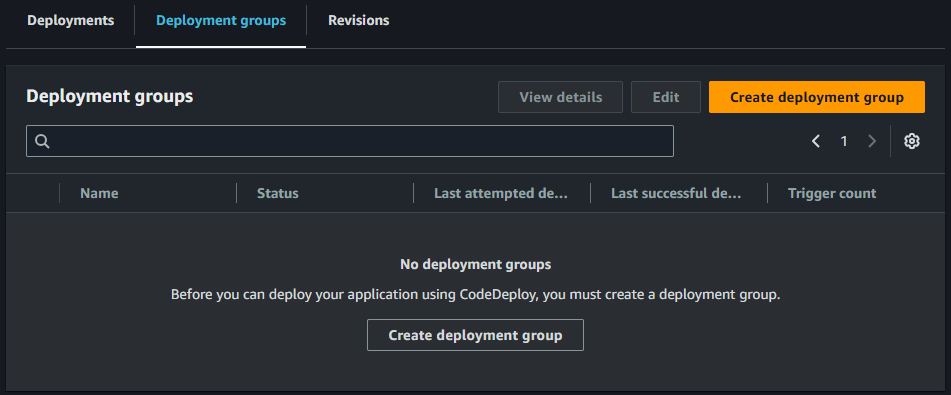 Deployments Deployment groups Revisions
Deployment groups View details Edit Create deployment group
1
Name Status Last attempted de... Last successful de... Trigger count
No deployment groups
Before you can deploy your application using CodeDeploy, you must create a deployment group.
Create deployment group